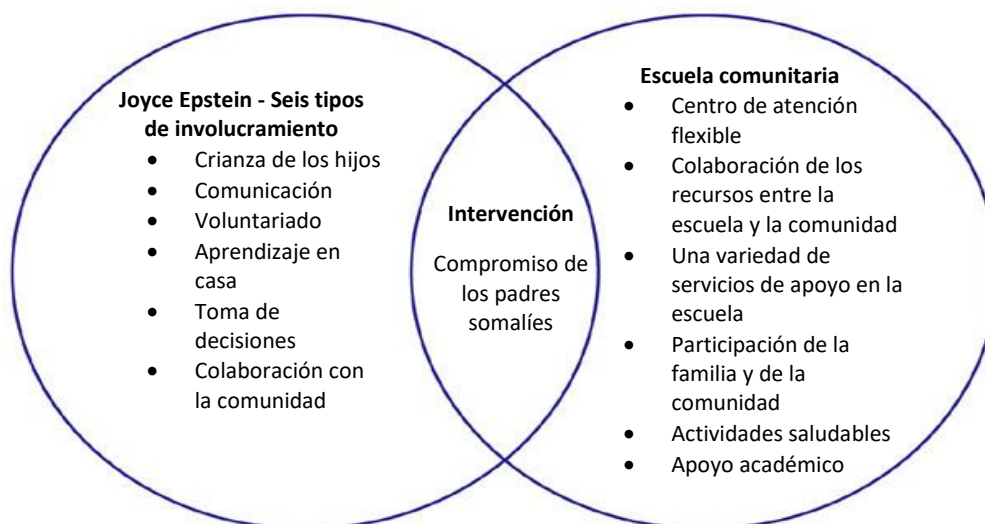 Joyce Epstein - Seis tipos
de involucramiento
• Crianza de los hijos
• Comunicación
• Voluntariado
• Aprendizaje en
casa
• Toma de
decisiones
• Colaboración con
la comunidad
Intervención
Compromiso de
los padres
somalíes
Escuela comunitaria
• Centro de atención
flexible
• Colaboración de los
recursos entre la
escuela y la comunidad
• Una variedad de
servicios de apoyo en la
escuela
• Participación de la
familia y de la
comunidad
• Actividades saludables
• Apoyo académico